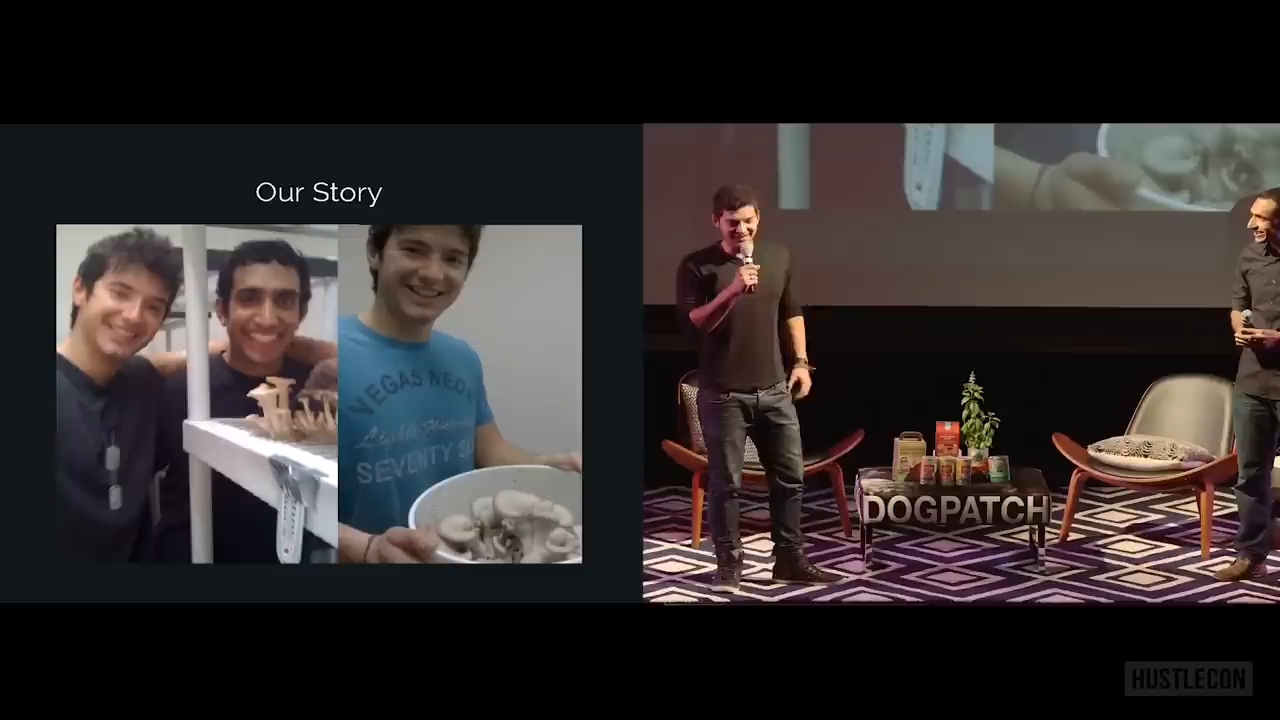 Our Story
VEGAS NEON
SEVENTY S
DOGPATCH
HUSTLECON